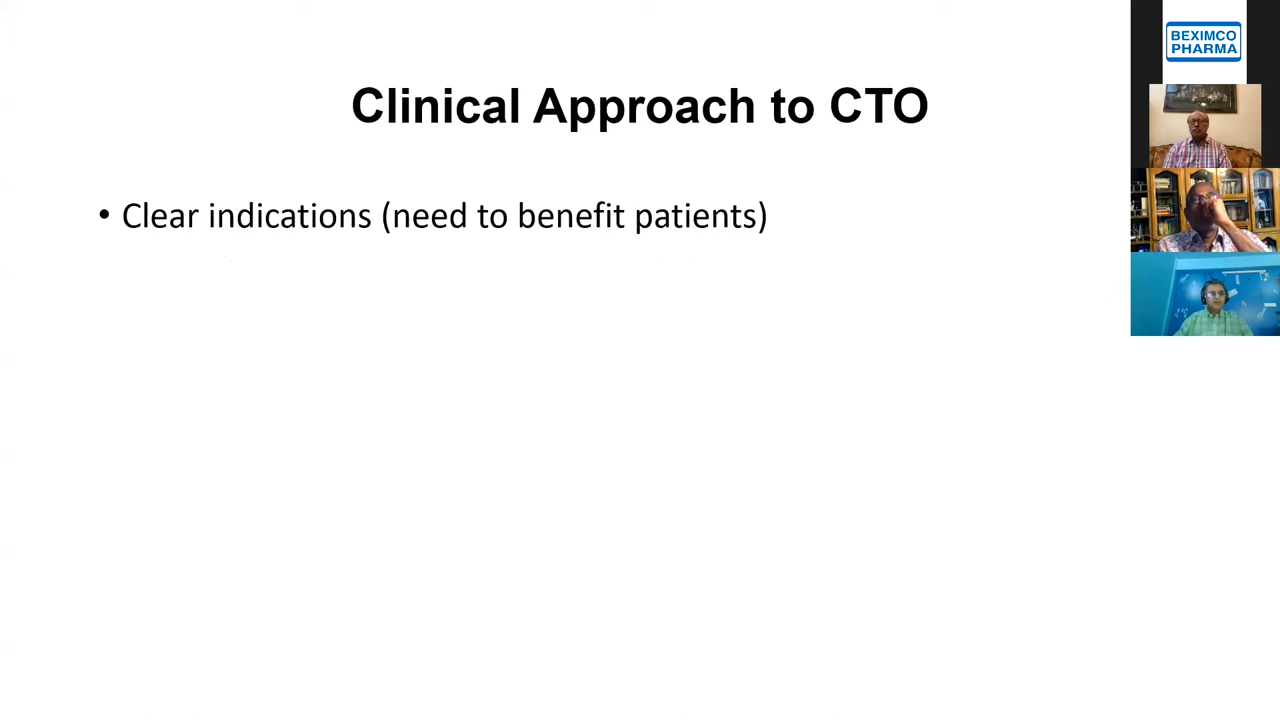 Clinical Approach to CTO
• Clear indications (need to benefit patients)
BEXIMCO
PHARMA